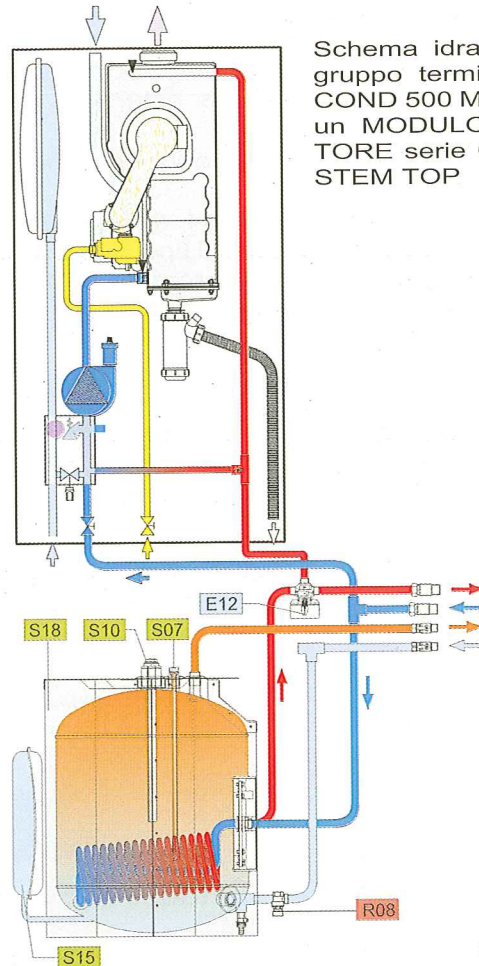 Schema idra
gruppo termi
COND 500 M
un MODULO
TORE serie
STEM TOP
E12
S18
S10
S07
R08
S15